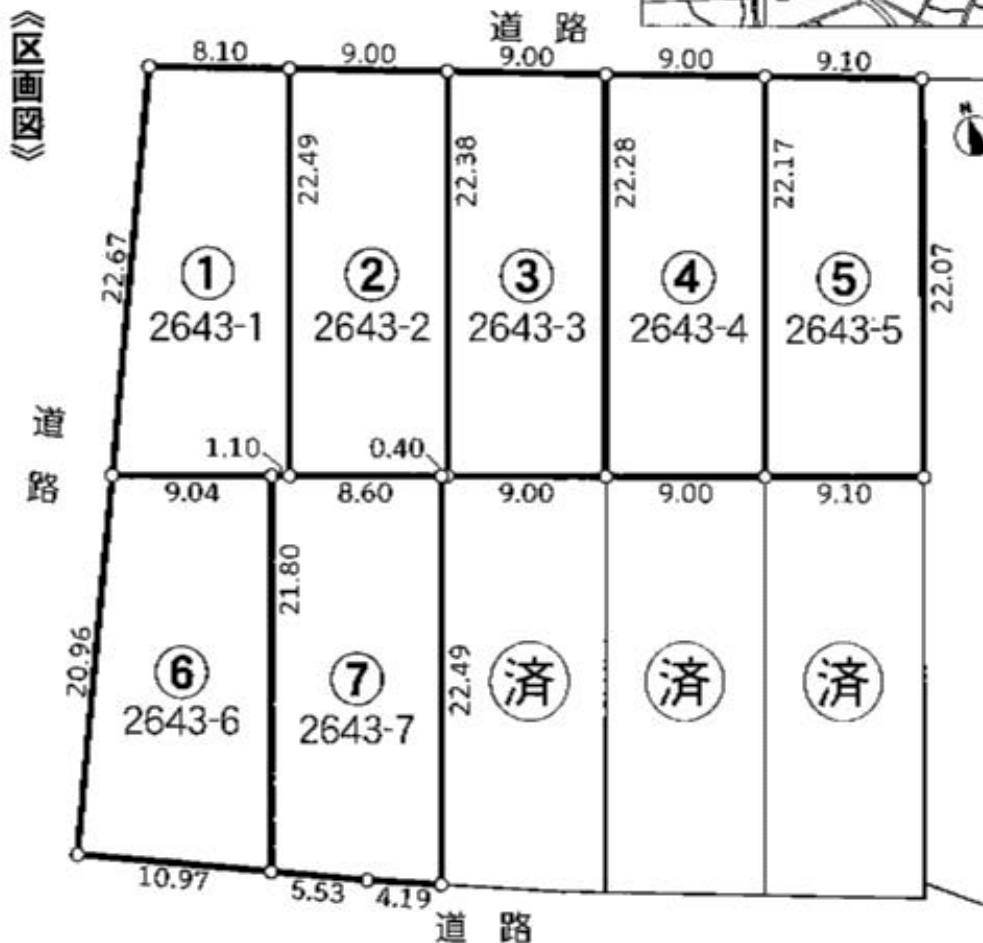 《区画図》
道 路
8.10 9.00 9.00 9.00 9.10
N
22.67 22.49 22.38 22.28 22.17 22.07
① ② ③ ④ ⑤
2643-1 2643-2 2643-3 2643-4 2643-5
道路
1.10 0.40
9.04 8.60 9.00 9.00 9.10
20.96 21.80 22.49
⑥ ⑦ 済 済 済
2643-6 2643-7
10.97 5.53 4.19
道 路